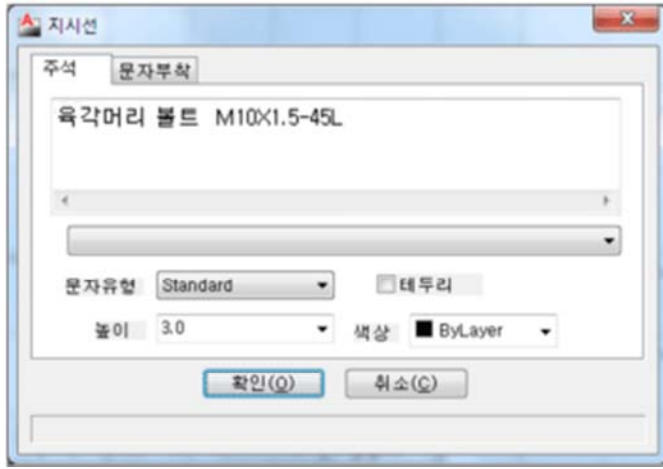 지시선
주석 문자부착
육각머리 볼트 M10X1.5-45L
문자유형 Standard 테두리
높이 3.0 색상 ByLayer
확인(O) 취소(C)